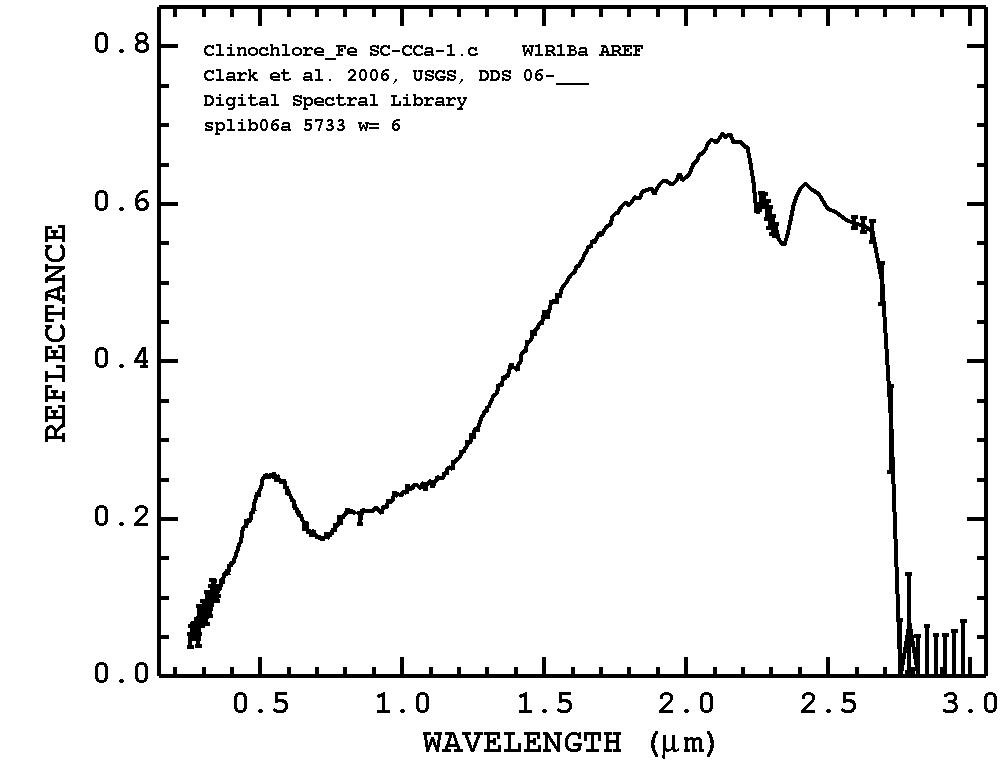 Clinochlore_Fe SC-CCa-1.c W1R1Ba AREF
Clark et al. 2006, USGS, DDS 06-___
Digital Spectral Library
splib06a 5733 w= 6
REFLECTANCE
0.8
0.6
0.4
0.2
0.0
0.5 1.0 1.5 2.0 2.5 3.0
WAVELENGTH (μm)